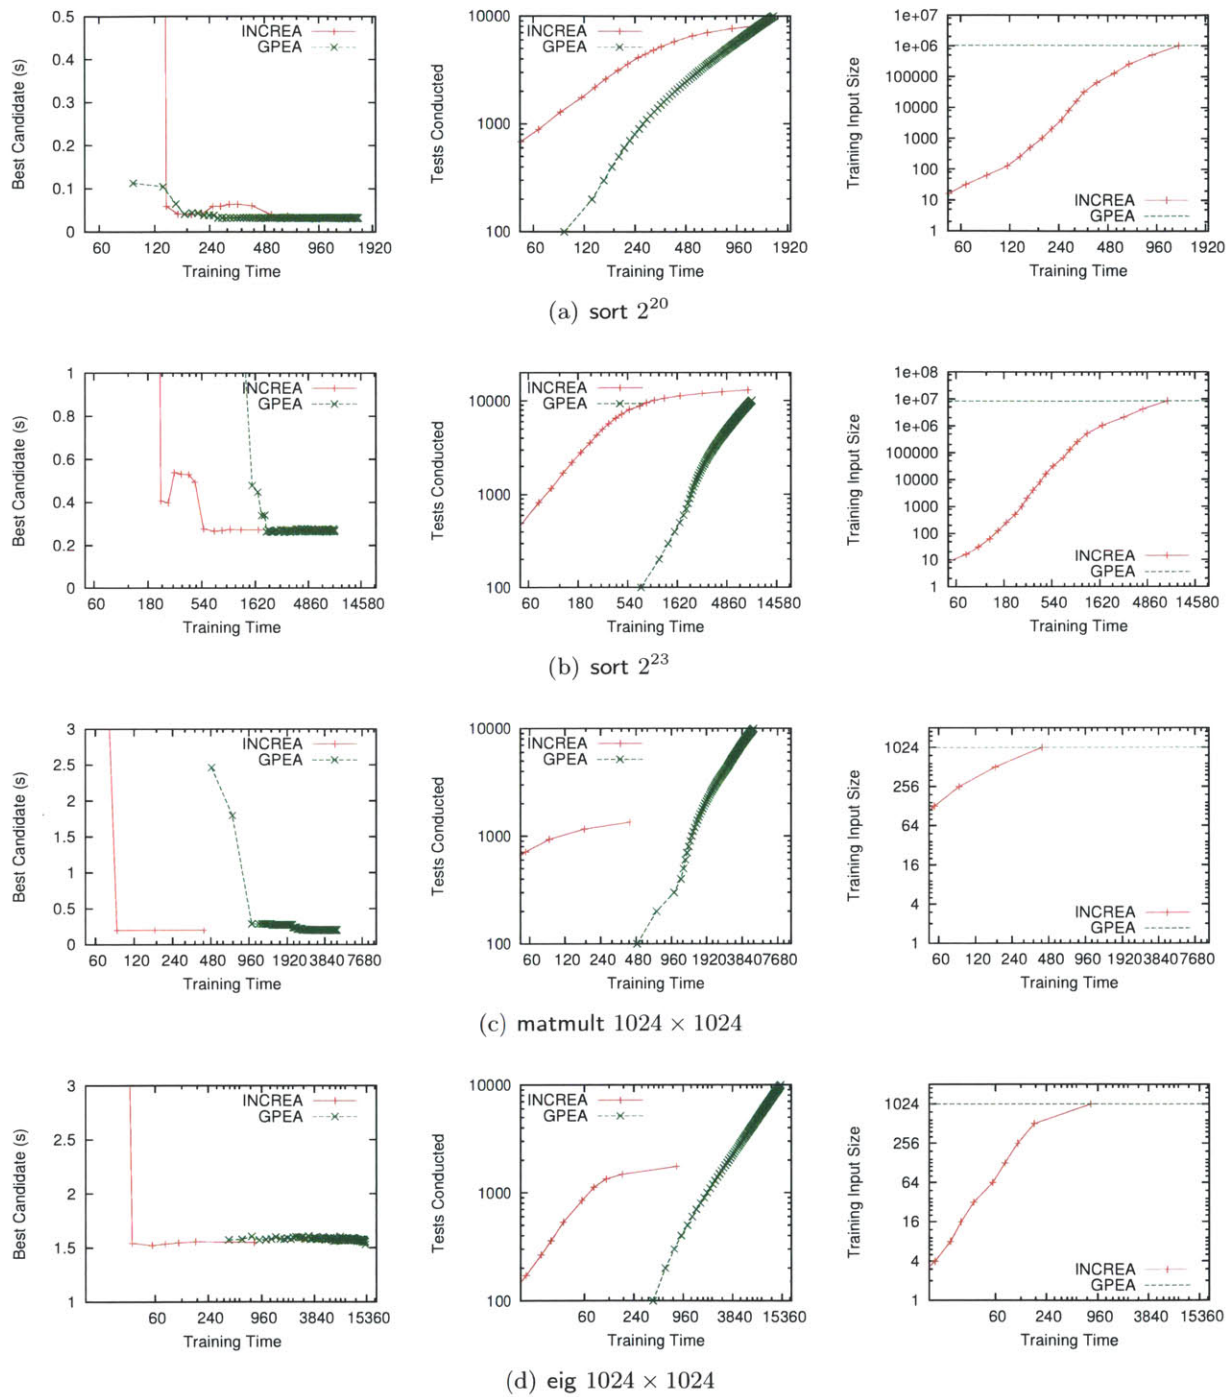 Best Candidate (s)
0.5
0.4
0.3
0.2
0.1
0
INCREA
GPEA
60 120 240 480 960 1920
Training Time
Tests Conducted
10000
1000
100
INCREA
GPEA
60 120 240 480 960 1920
Training Time
Training Input Size
1e+07
1e+06
100000
10000
1000
100
10
1
INCREA
GPEA
60 120 240 480 960 1920
Training Time
(a) sort 2^20
Best Candidate (s)
1
0.8
0.6
0.4
0.2
0
INCREA
GPEA
60 180 540 1620 4860 14580
Training Time
Tests Conducted
10000
1000
100
INCREA
GPEA
60 180 540 1620 4860 14580
Training Time
Training Input Size
1e+08
1e+07
1e+06
100000
10000
1000
100
10
1
INCREA
GPEA
60 180 540 1620 4860 14580
Training Time
(b) sort 2^23
Best Candidate (s)
3
2.5
2
1.5
1
0.5
0
INCREA
GPEA
60 120 240 480 960 1920 3840 7680
Training Time
Tests Conducted
10000
1000
100
INCREA
GPEA
60 120 240 480 960 1920 3840 7680
Training Time
Training Input Size
1024
256
64
16
4
1
INCREA
GPEA
60 120 240 480 960 1920 3840 7680
Training Time
(c) matmult 1024 × 1024
Best Candidate (s)
3
2.5
2
1.5
1
INCREA
GPEA
60 240 960 3840 15360
Training Time
Tests Conducted
10000
1000
100
INCREA
GPEA
60 240 960 3840 15360
Training Time
Training Input Size
1024
256
64
16
4
1
INCREA
GPEA
60 240 960 3840 15360
Training Time
(d) eig 1024 × 1024